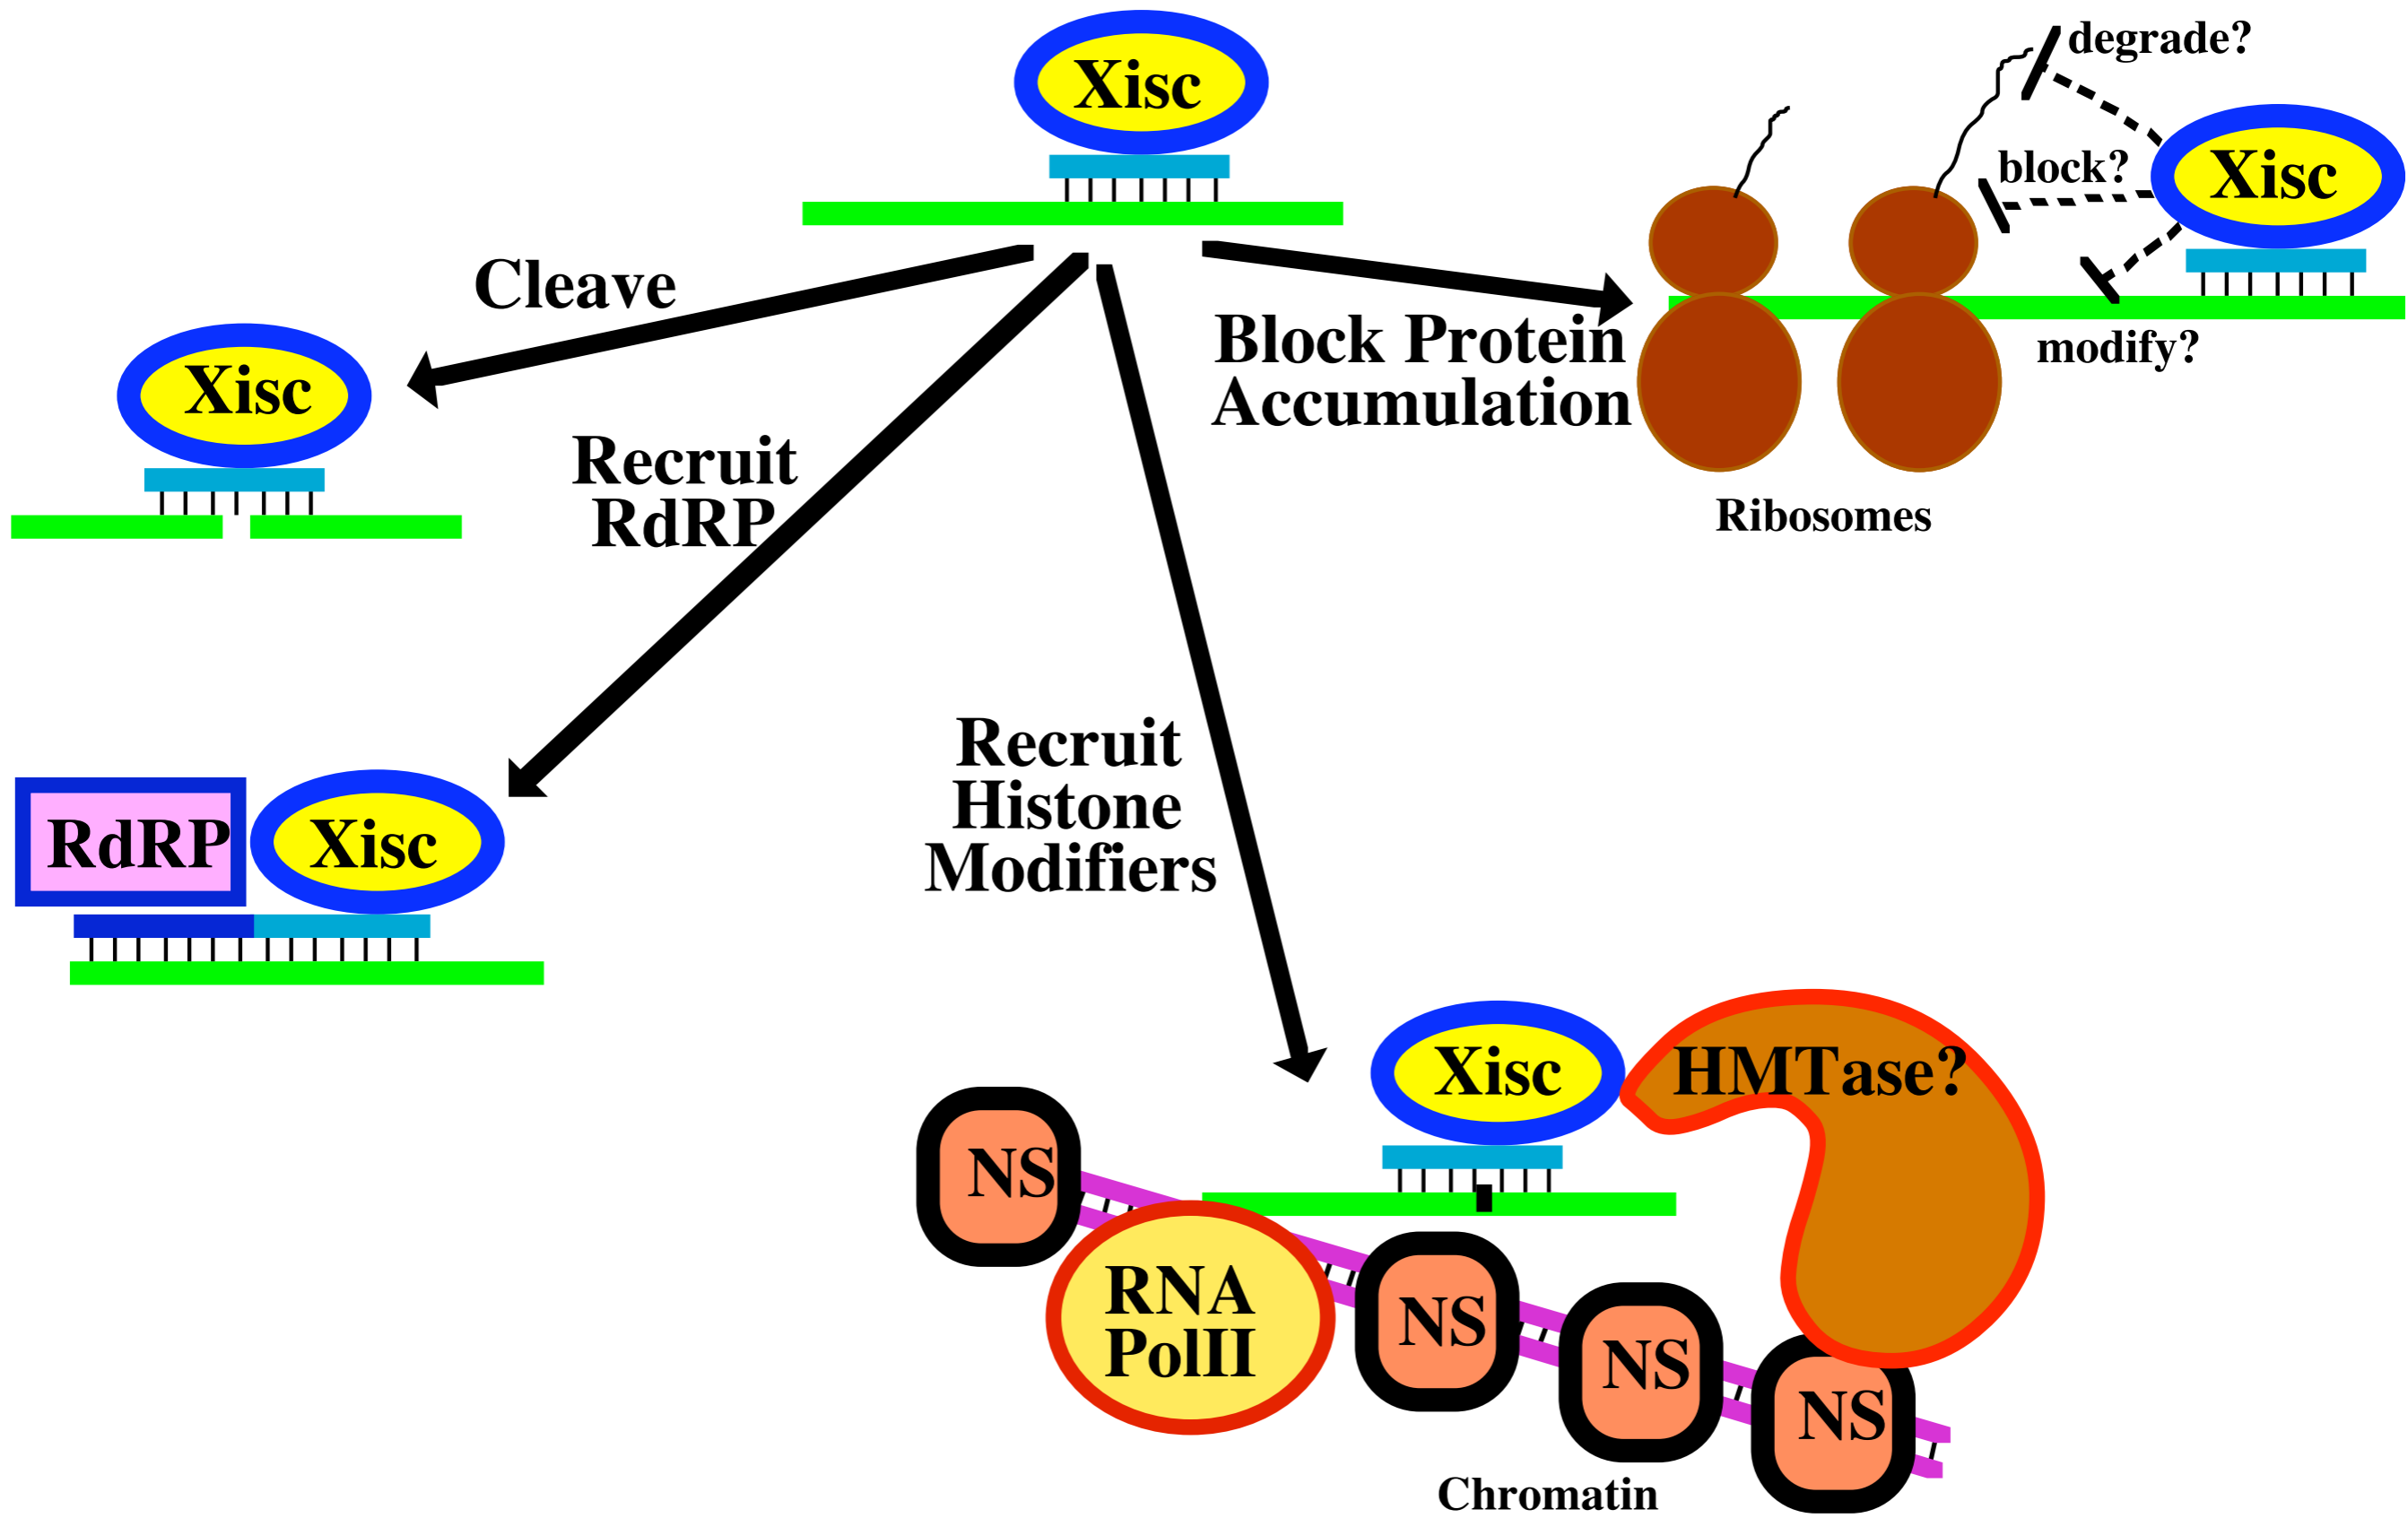 Xisc
degrade?
block?
Xisc
modify?
Cleave
Block Protein
Accumulation
Ribosomes
Xisc
Recruit
RdRP
RdRP
Xisc
Recruit
Histone
Modifiers
Xisc
HMTase?
NS
RNA
PolII
NS
NS
NS
Chromatin